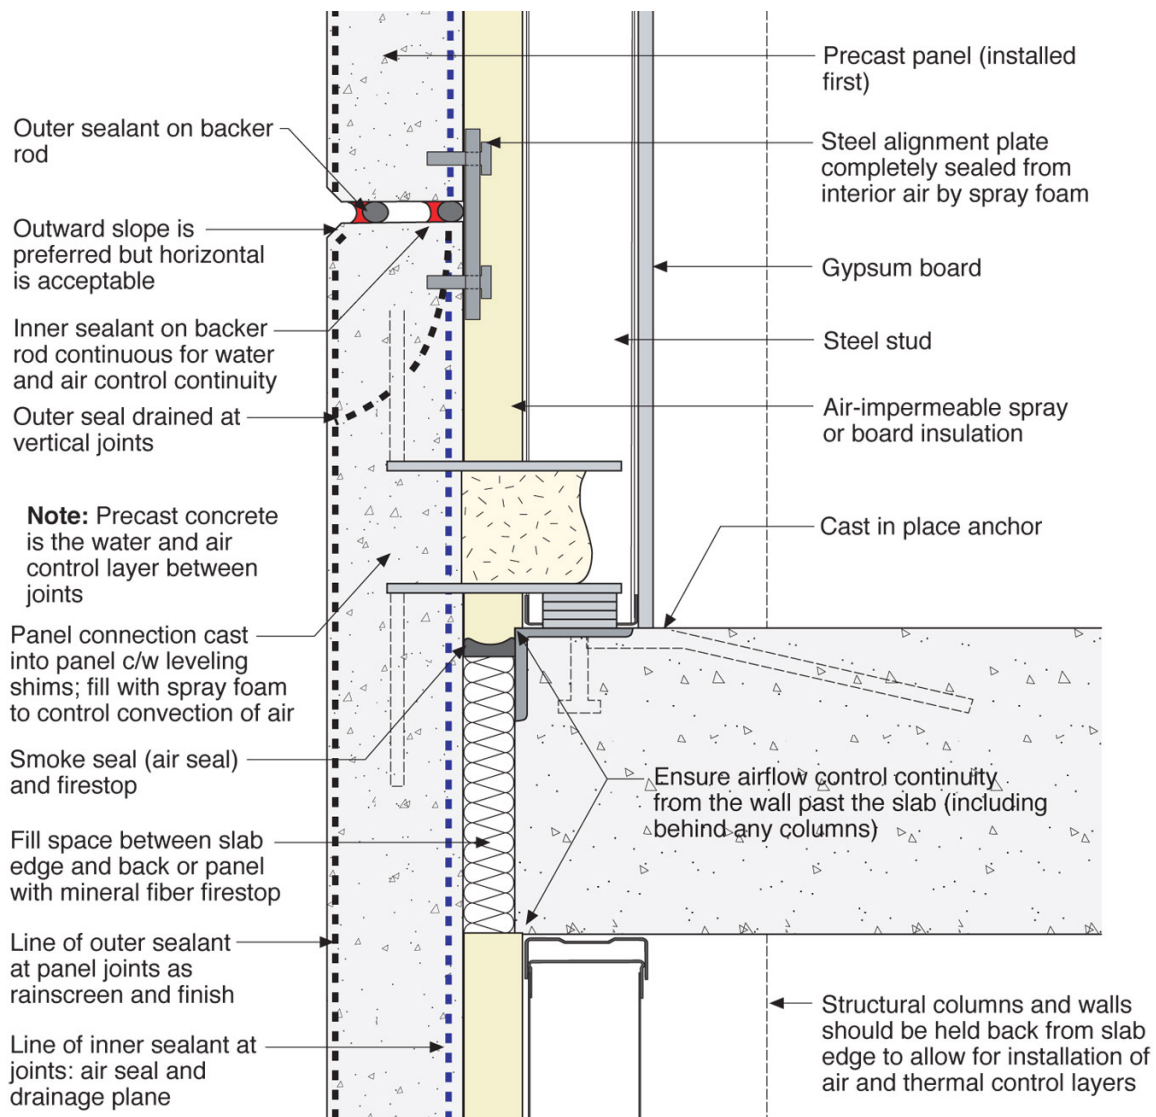 Precast panel (installed
first)
Outer sealant on backer
rod
Steel alignment plate
completely sealed from
interior air by spray foam
Outward slope is
preferred but horizontal
is acceptable
Gypsum board
Inner sealant on backer
rod continuous for water
and air control continuity
Steel stud
Outer seal drained at
vertical joints
Air-impermeable spray
or board insulation
Note: Precast concrete
is the water and air
control layer between
joints
Cast in place anchor
Panel connection cast
into panel c/w leveling
shims; fill with spray foam
to control convection of air
Smoke seal (air seal)
and firestop
Ensure airflow control continuity
from the wall past the slab (including
behind any columns)
Fill space between slab
edge and back or panel
with mineral fiber firestop
Line of outer sealant
at panel joints as
rainscreen and finish
Structural columns and walls
should be held back from slab
edge to allow for installation of
air and thermal control layers
Line of inner sealant at
joints: air seal and
drainage plane